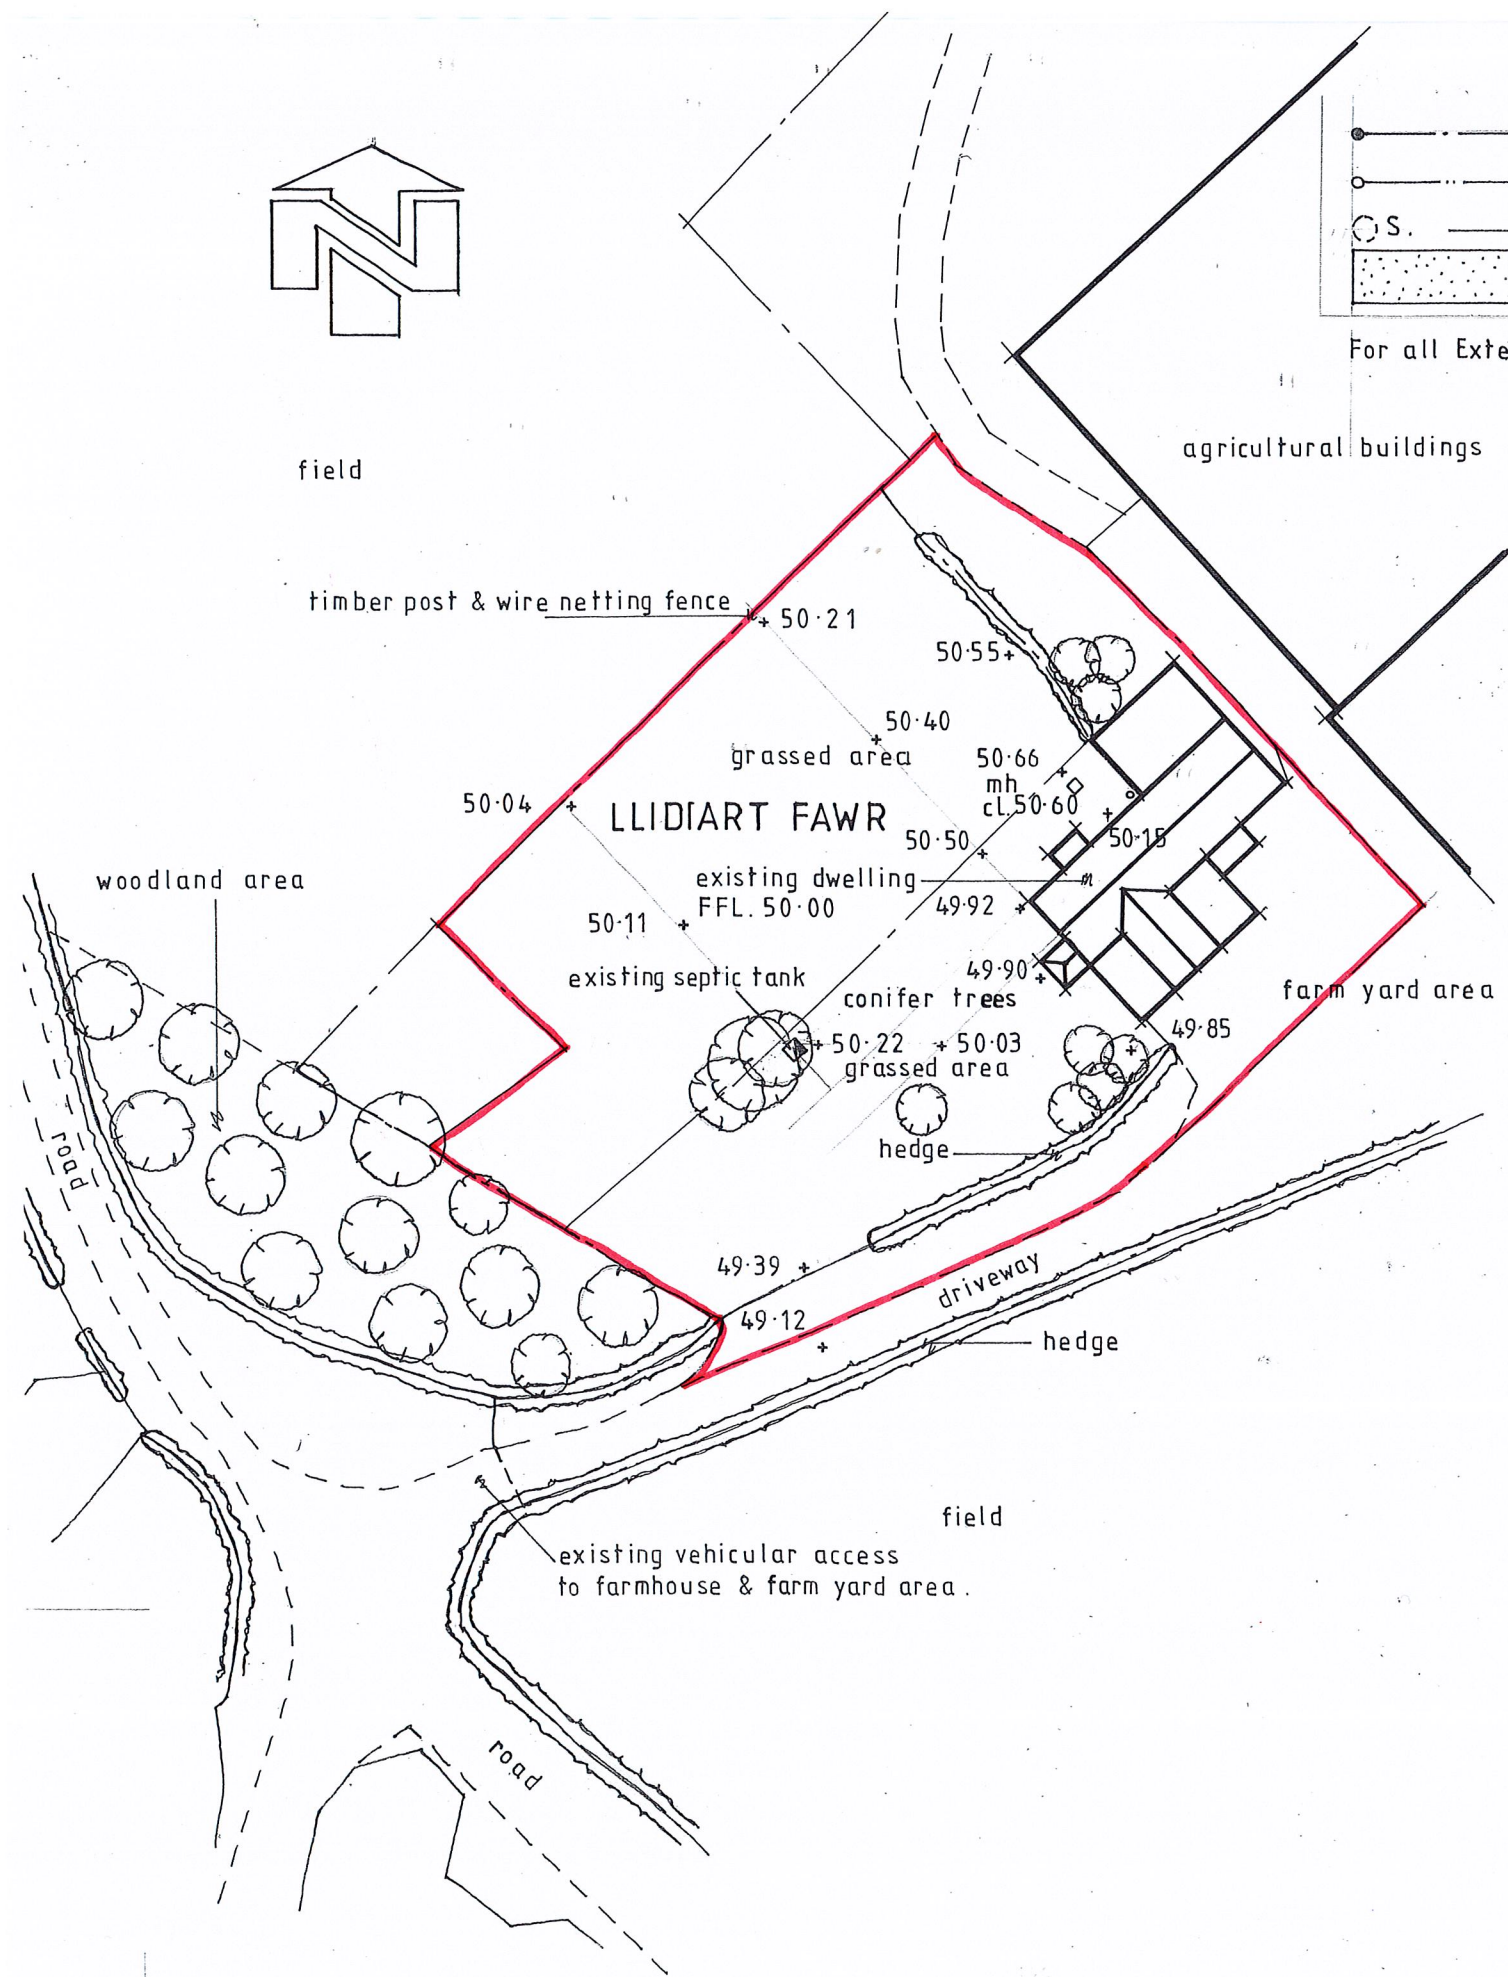 N
S.
For all Exte
agricultural buildings
field
timber post & wire netting fence
50·21
50·55
50·40
grassed area
50·66
mh
cl.50·60
50·04
LLIDIART FAWR
50·15
50·50
woodland area
existing dwelling
FFL. 50·00
49·92
50·11
49·90
existing septic tank
conifer trees
farm yard area
50·22
50·03
49·85
grassed area
road
hedge
49·39
driveway
49·12
hedge
field
existing vehicular access
to farmhouse & farm yard area.
road